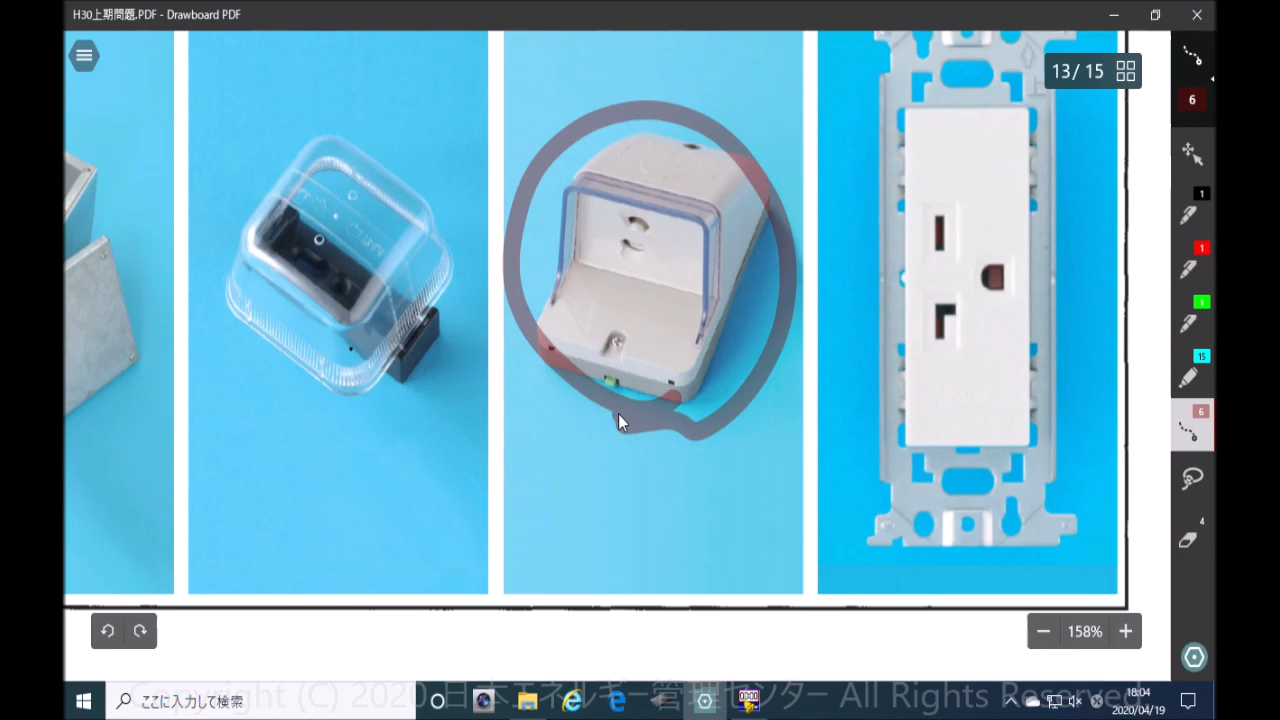 H30上期問題.PDF - Drawboard PDF
13 / 15
6
1
1
1
15
6
4
158%
ここに入力して検索
18:04
2020/04/19
Copyright (C) 2020 日本エネルギー管理センター All Rights Reserved.